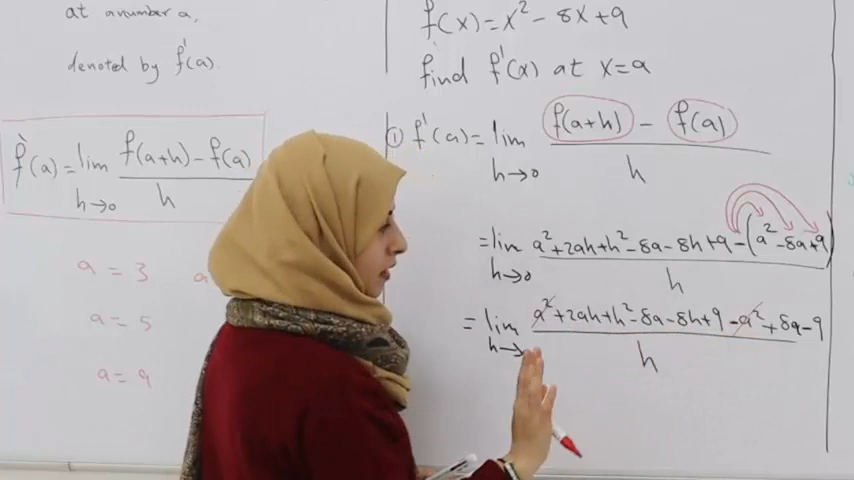 at a number a,
denoted by f'(a).
f'(a) = lim h→0 f(a+h) - f(a) / h
a = 3
a
a = 5
a = 9
f(x) = x² - 8x + 9
find f'(x) at x = a
① f'(a) = lim h→0 f(a+h) - f(a) / h
= lim h→0 a² + 2ah + h² - 8a - 8h + 9 - (a² - 8a + 9) / h
= lim h→ a² + 2ah + h² - 8a - 8h + 9 - a² + 8a - 9 / h